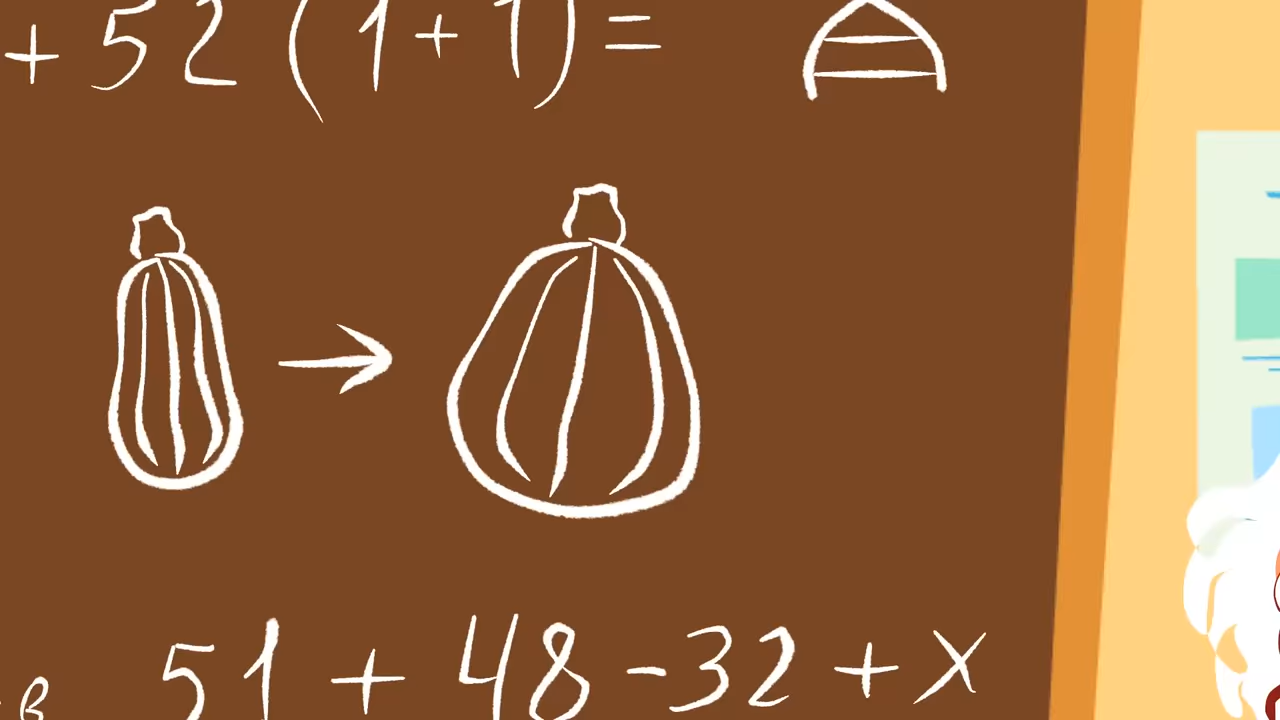 + 52 (1+1)=
в 51 + 48-32 + x